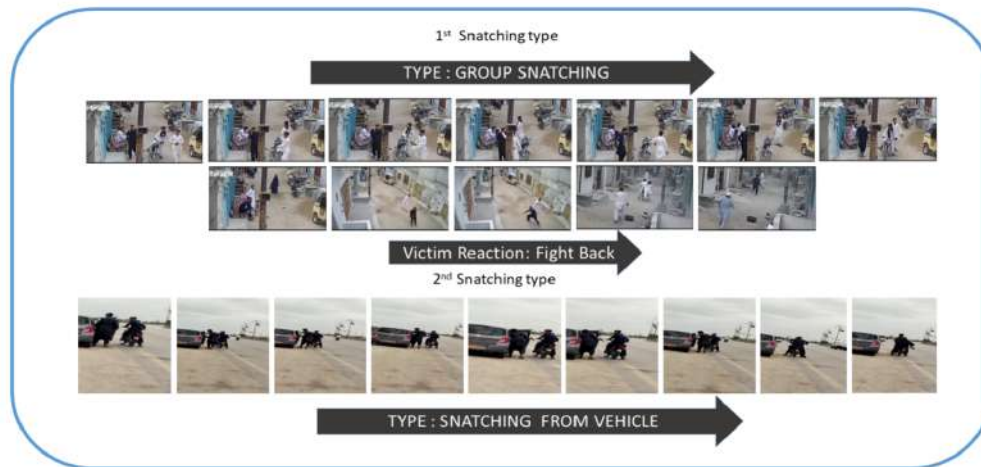 1st Snatching type
TYPE : GROUP SNATCHING
Victim Reaction: Fight Back
2nd Snatching type
TYPE : SNATCHING FROM VEHICLE